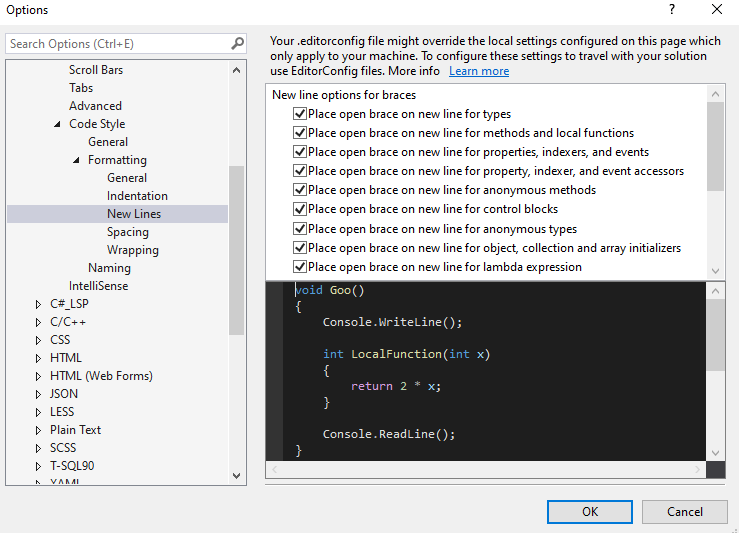 Options
?
Search Options (Ctrl+E)
Scroll Bars
Tabs
Advanced
Code Style
General
Formatting
General
Indentation
New Lines
Spacing
Wrapping
Naming
IntelliSense
C#_LSP
C/C++
CSS
HTML
HTML (Web Forms)
JSON
LESS
Plain Text
SCSS
T-SQL90
YAML
Your .editorconfig file might override the local settings configured on this page which
only apply to your machine. To configure these settings to travel with your solution
use EditorConfig files. More info Learn more
New line options for braces
Place open brace on new line for types
Place open brace on new line for methods and local functions
Place open brace on new line for properties, indexers, and events
Place open brace on new line for property, indexer, and event accessors
Place open brace on new line for anonymous methods
Place open brace on new line for control blocks
Place open brace on new line for anonymous types
Place open brace on new line for object, collection and array initializers
Place open brace on new line for lambda expression
void Goo()
{
Console.WriteLine();
int LocalFunction(int x)
{
return 2 * x;
}
Console.ReadLine();
}
OK
Cancel